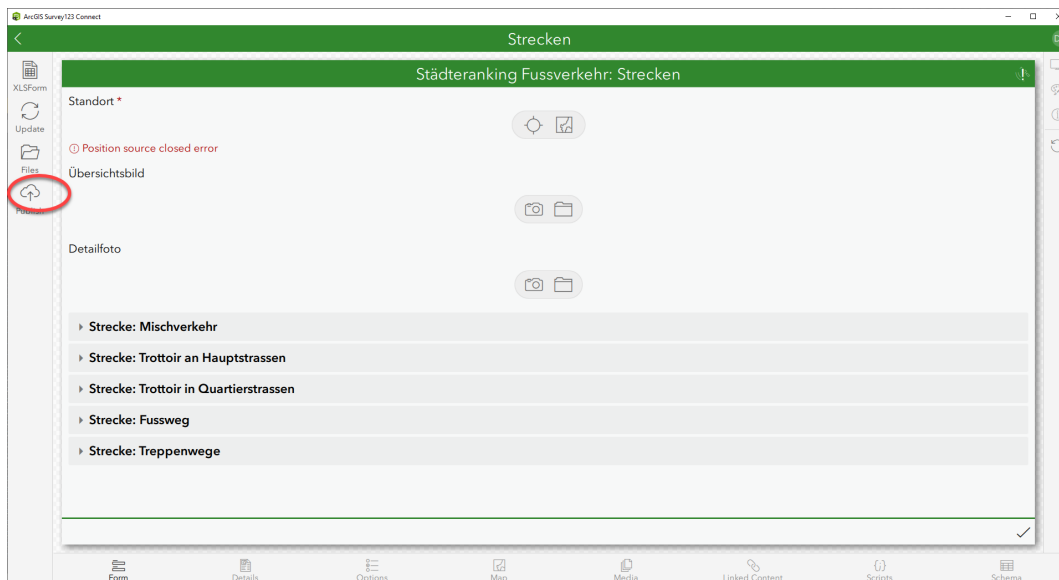 ArcGIS Survey123 Connect
Strecken
XLSForm
Update
Files
Publish
Städteranking Fussverkehr: Strecken
Standort *
Position source closed error
Übersichtsbild
Detailfoto
Strecke: Mischverkehr
Strecke: Trottoir an Hauptstrassen
Strecke: Trottoir in Quartierstrassen
Strecke: Fussweg
Strecke: Treppenwege
Form
Details
Options
Map
Media
Linked Content
Scripts
Schema